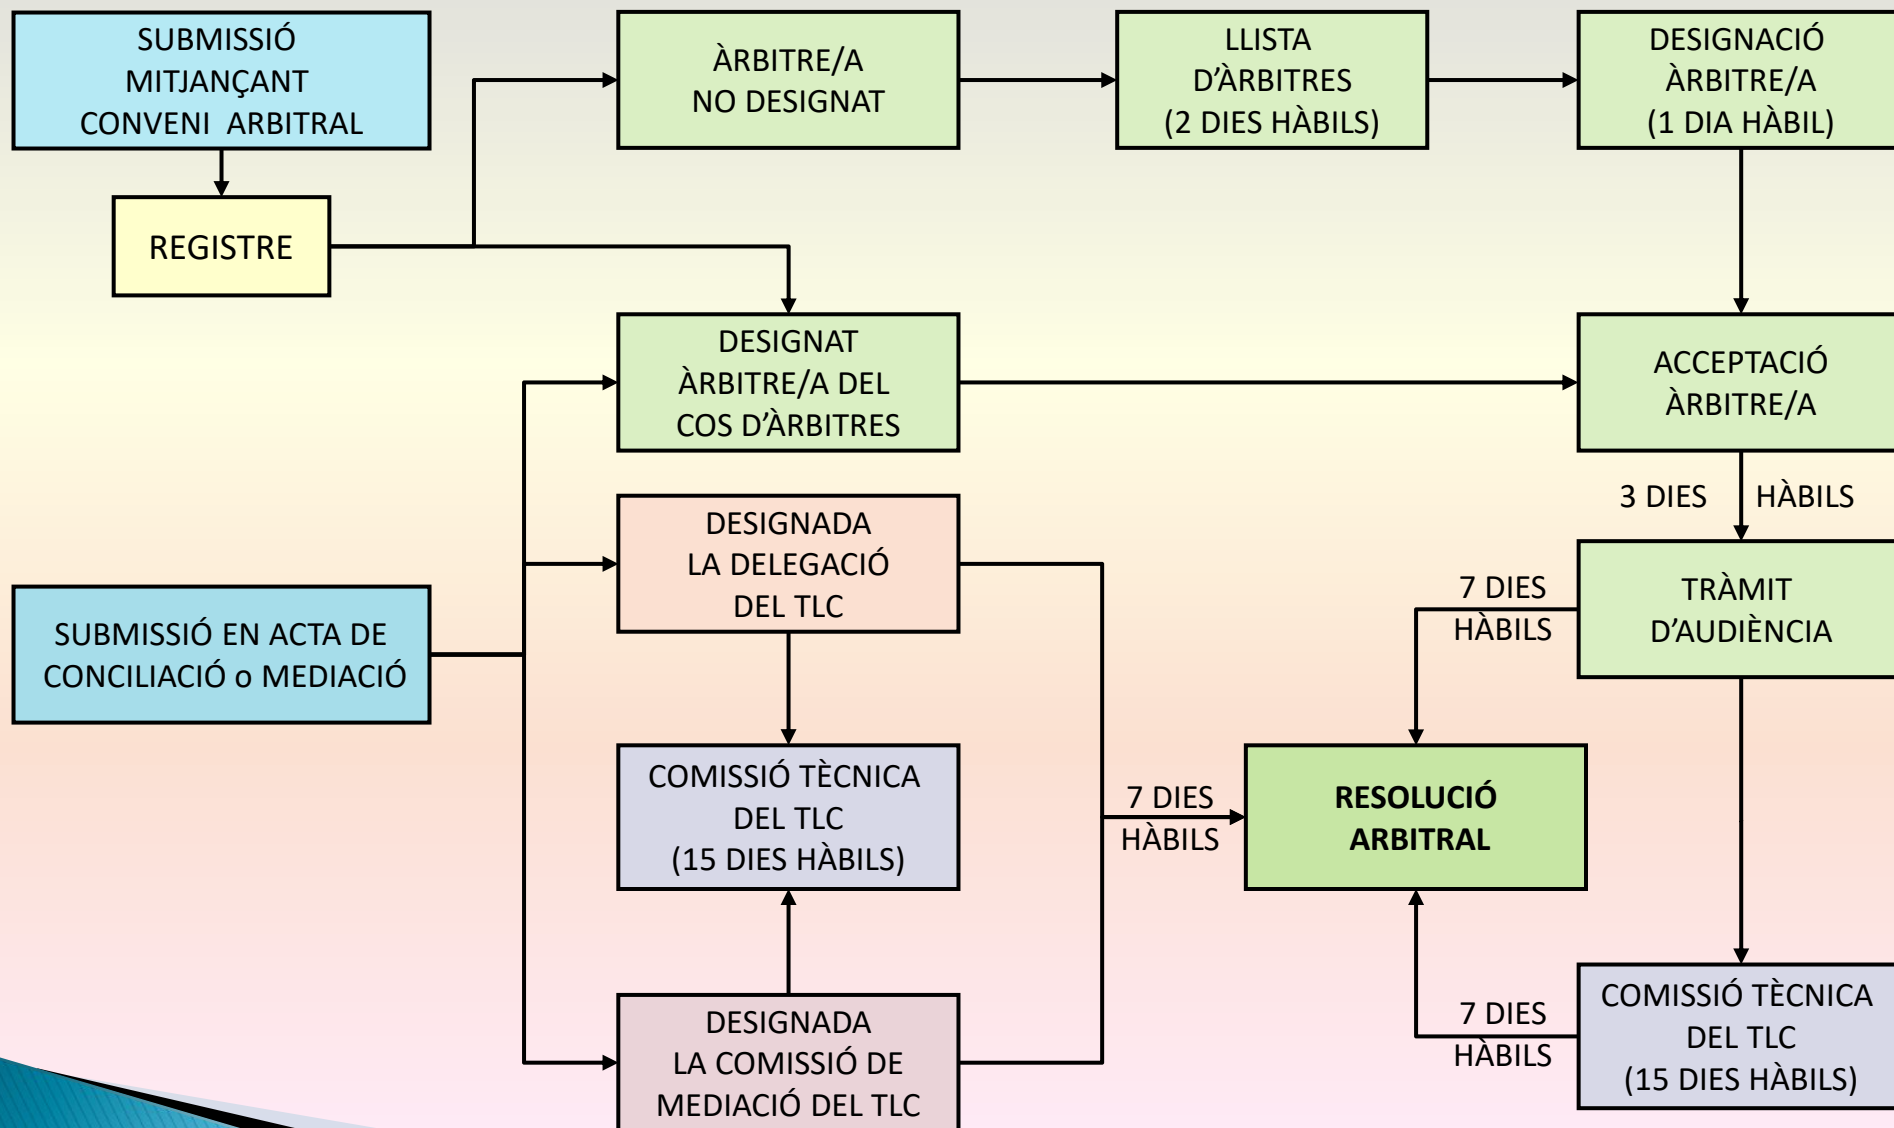 SUBMISSIÓ
MITJANÇANT
CONVENI ARBITRAL
ÀRBITRE/A
NO DESIGNAT
LLISTA
D’ÀRBITRES
(2 DIES HÀBILS)
DESIGNACIÓ
ÀRBITRE/A
(1 DIA HÀBIL)
REGISTRE
DESIGNAT
ÀRBITRE/A DEL
COS D’ÀRBITRES
ACCEPTACIÓ
ÀRBITRE/A
3 DIES HÀBILS
DESIGNADA
LA DELEGACIÓ
DEL TLC
7 DIES
HÀBILS
TRÀMIT
D’AUDIÈNCIA
SUBMISSIÓ EN ACTA DE
CONCILIACIÓ o MEDIACIÓ
COMISSIÓ TÈCNICA
DEL TLC
(15 DIES HÀBILS)
7 DIES
HÀBILS
RESOLUCIÓ
ARBITRAL
DESIGNADA
LA COMISSIÓ DE
MEDIACIÓ DEL TLC
7 DIES
HÀBILS
COMISSIÓ TÈCNICA
DEL TLC
(15 DIES HÀBILS)